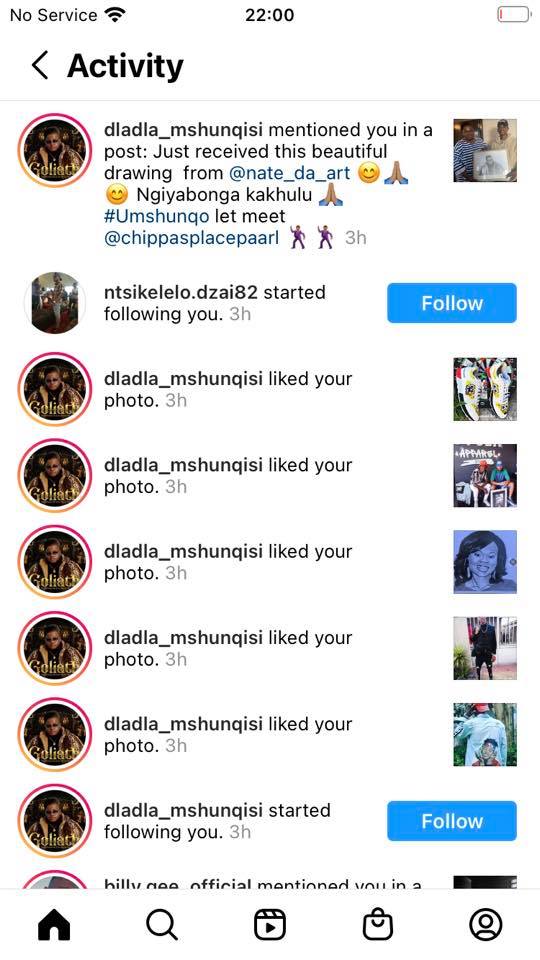 No Service 22:00
Activity
dladla_mshunqisi mentioned you in a
post: Just received this beautiful
drawing from @nate_da_art 😊🙏🏽
😊 Ngiyabonga kakhulu 🙏🏽
#Umshunqo let meet
@chippasplacepaarl 🕺🏾🕺🏾 3h
ntsikelelo.dzai82 started
following you. 3h
Follow
Goliath
dladla_mshunqisi liked your
photo. 3h
Goliath
dladla_mshunqisi liked your
photo. 3h
APPAREL
Goliath
dladla_mshunqisi liked your
photo. 3h
Goliath
dladla_mshunqisi liked your
photo. 3h
Goliath
dladla_mshunqisi liked your
photo. 3h
Goliath
dladla_mshunqisi started
following you. 3h
Follow
Goliath
billy.gee_official mentioned you in a